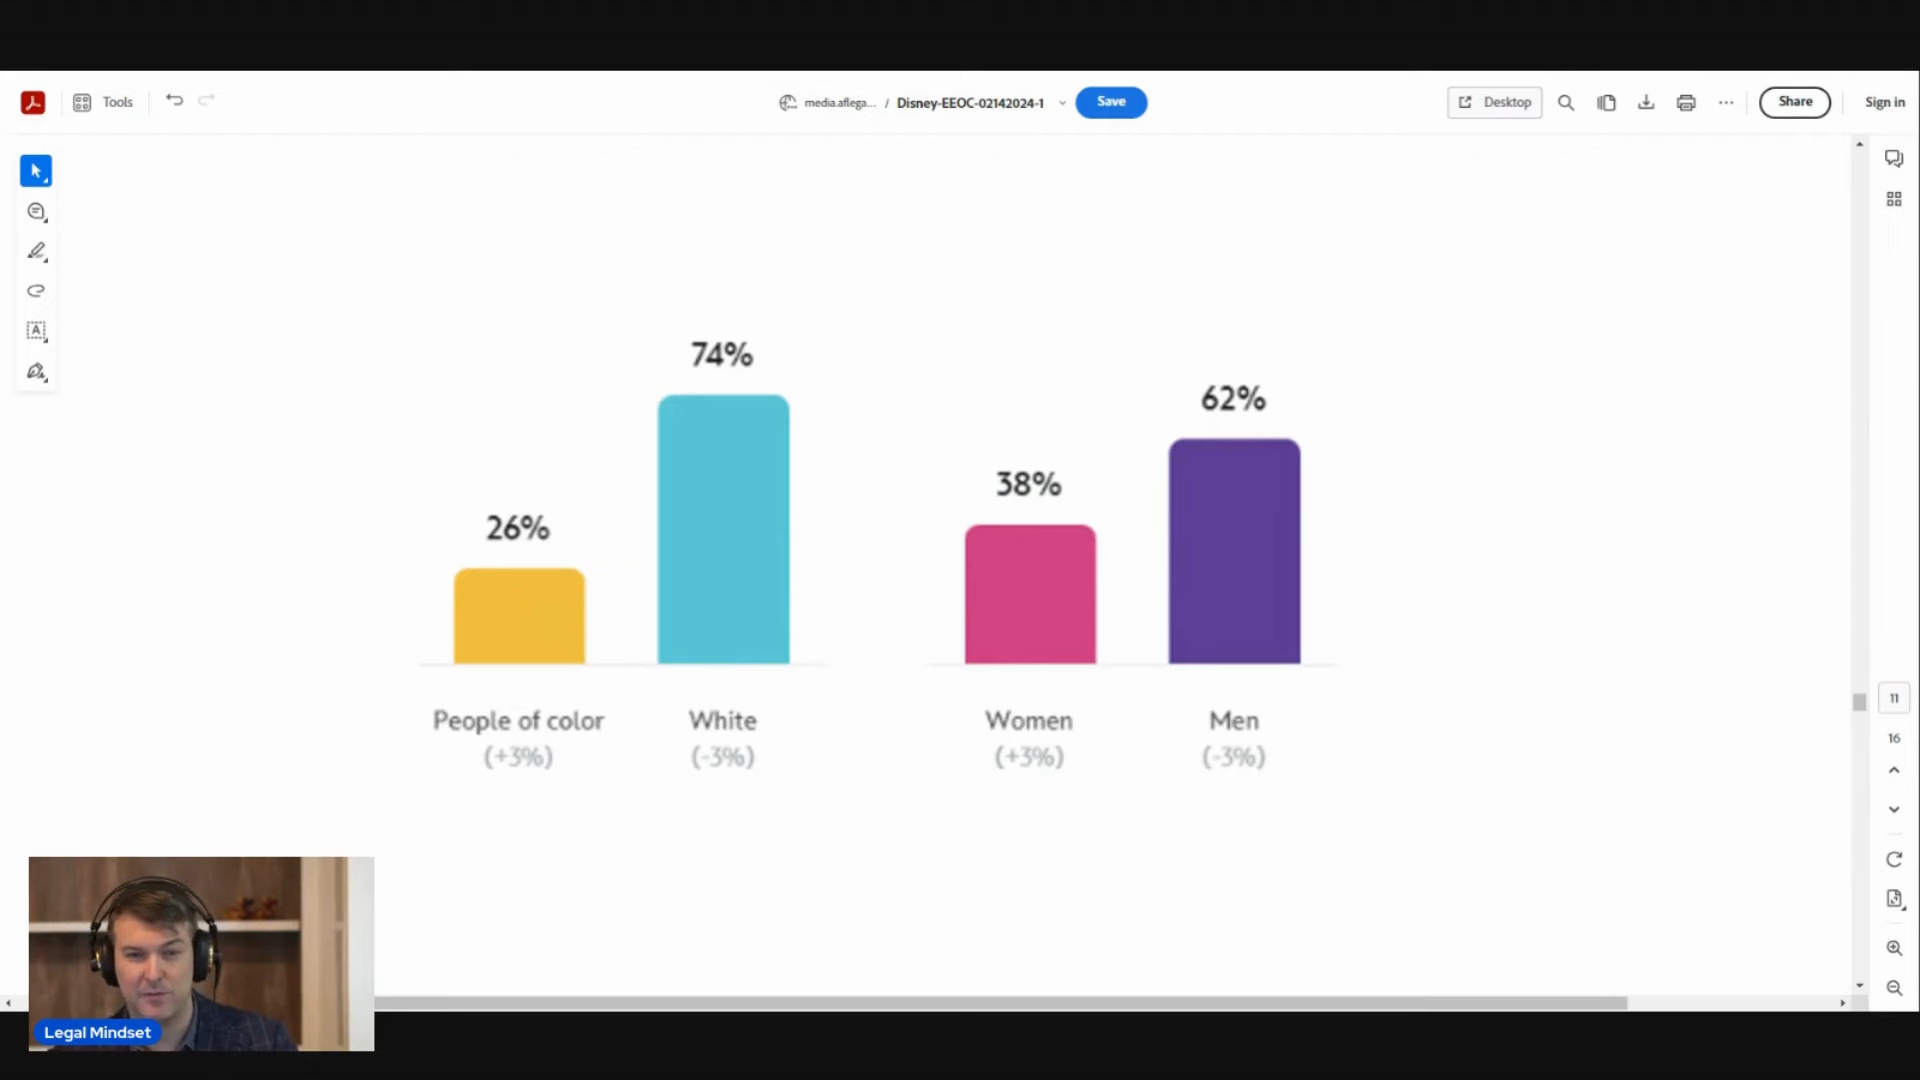 Tools
media.aflega... / Disney-EEOC-02142024-1
Save
Desktop
Share
Sign in
74%
62%
38%
26%
People of color
White
Women
Men
(+3%)
(-3%)
(+3%)
(-3%)
11
16
Legal Mindset